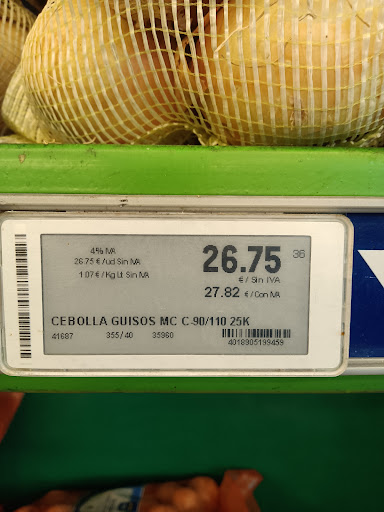 4% IVA
26.75 € /ud Sin IVA
1.07 € / Kg Lt Sin IVA
26.75
36
€ / Sin IVA
27.82 € / Con IVA
CEBOLLA GUISOS MC C-90/110 25K
41687 355 / 40 35960
4018905199459